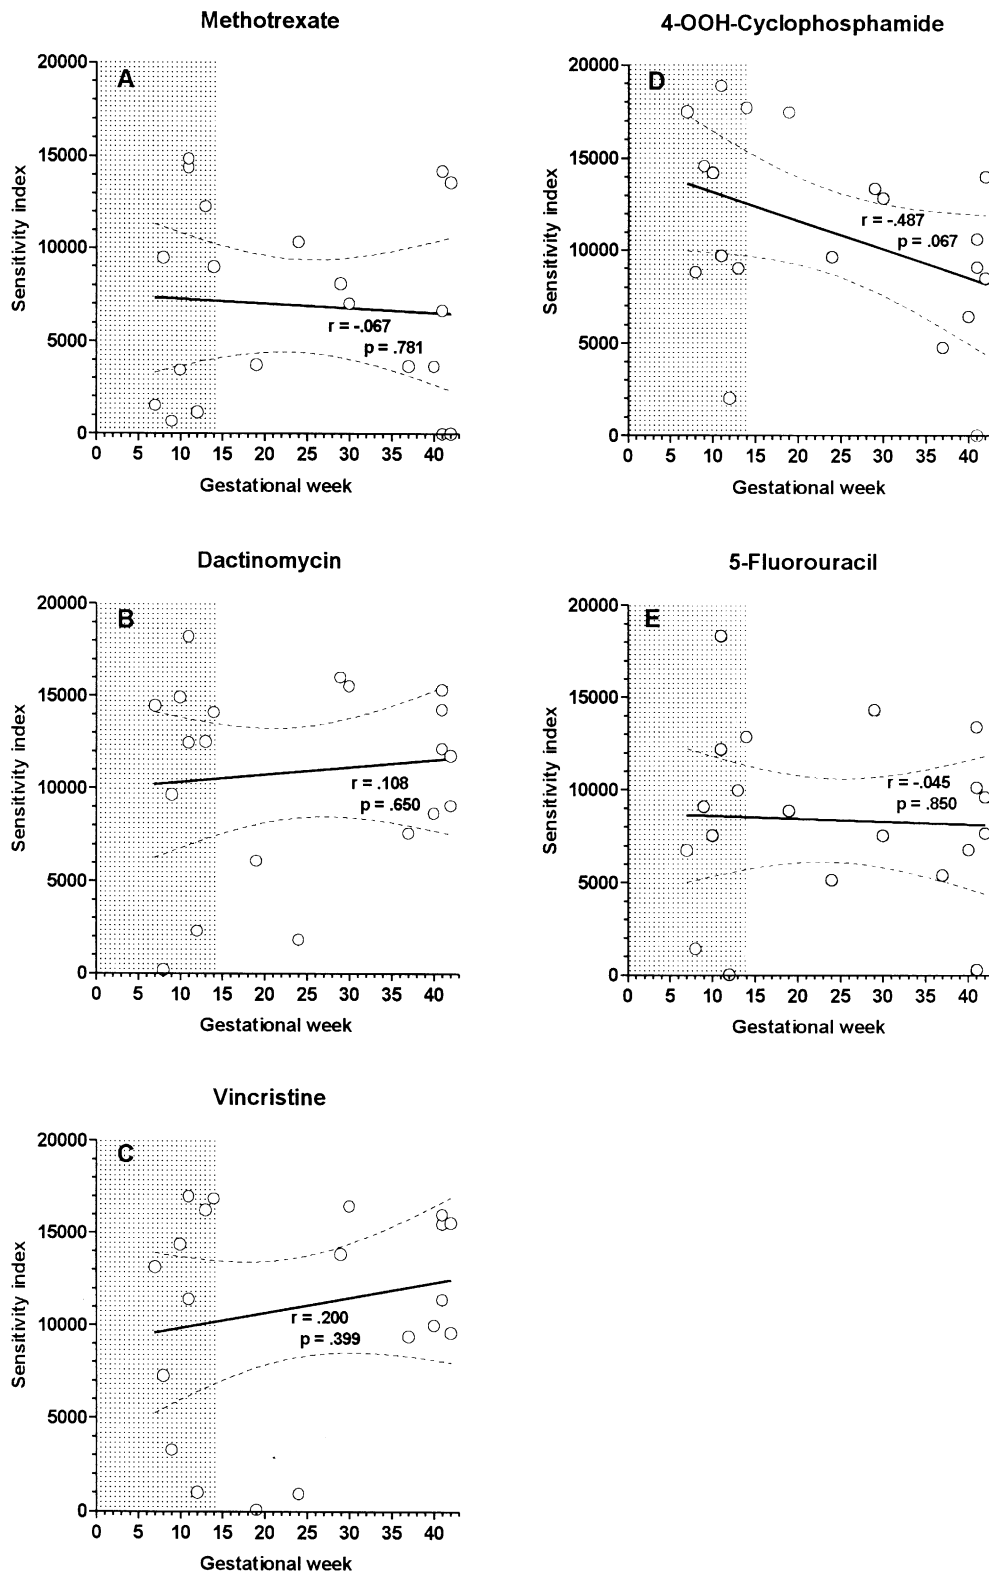 Methotrexate
A
20000
15000
10000
5000
0
Sensitivity index
r = -.067
p = .781
0 5 10 15 20 25 30 35 40
Gestational week
4-OOH-Cyclophosphamide
D
20000
15000
10000
5000
0
Sensitivity index
r = -.487
p = .067
0 5 10 15 20 25 30 35 40
Gestational week
Dactinomycin
B
20000
15000
10000
5000
0
Sensitivity index
r = .108
p = .650
0 5 10 15 20 25 30 35 40
Gestational week
5-Fluorouracil
E
20000
15000
10000
5000
0
Sensitivity index
r = -.045
p = .850
0 5 10 15 20 25 30 35 40
Gestational week
Vincristine
C
20000
15000
10000
5000
0
Sensitivity index
r = .200
p = .399
0 5 10 15 20 25 30 35 40
Gestational week